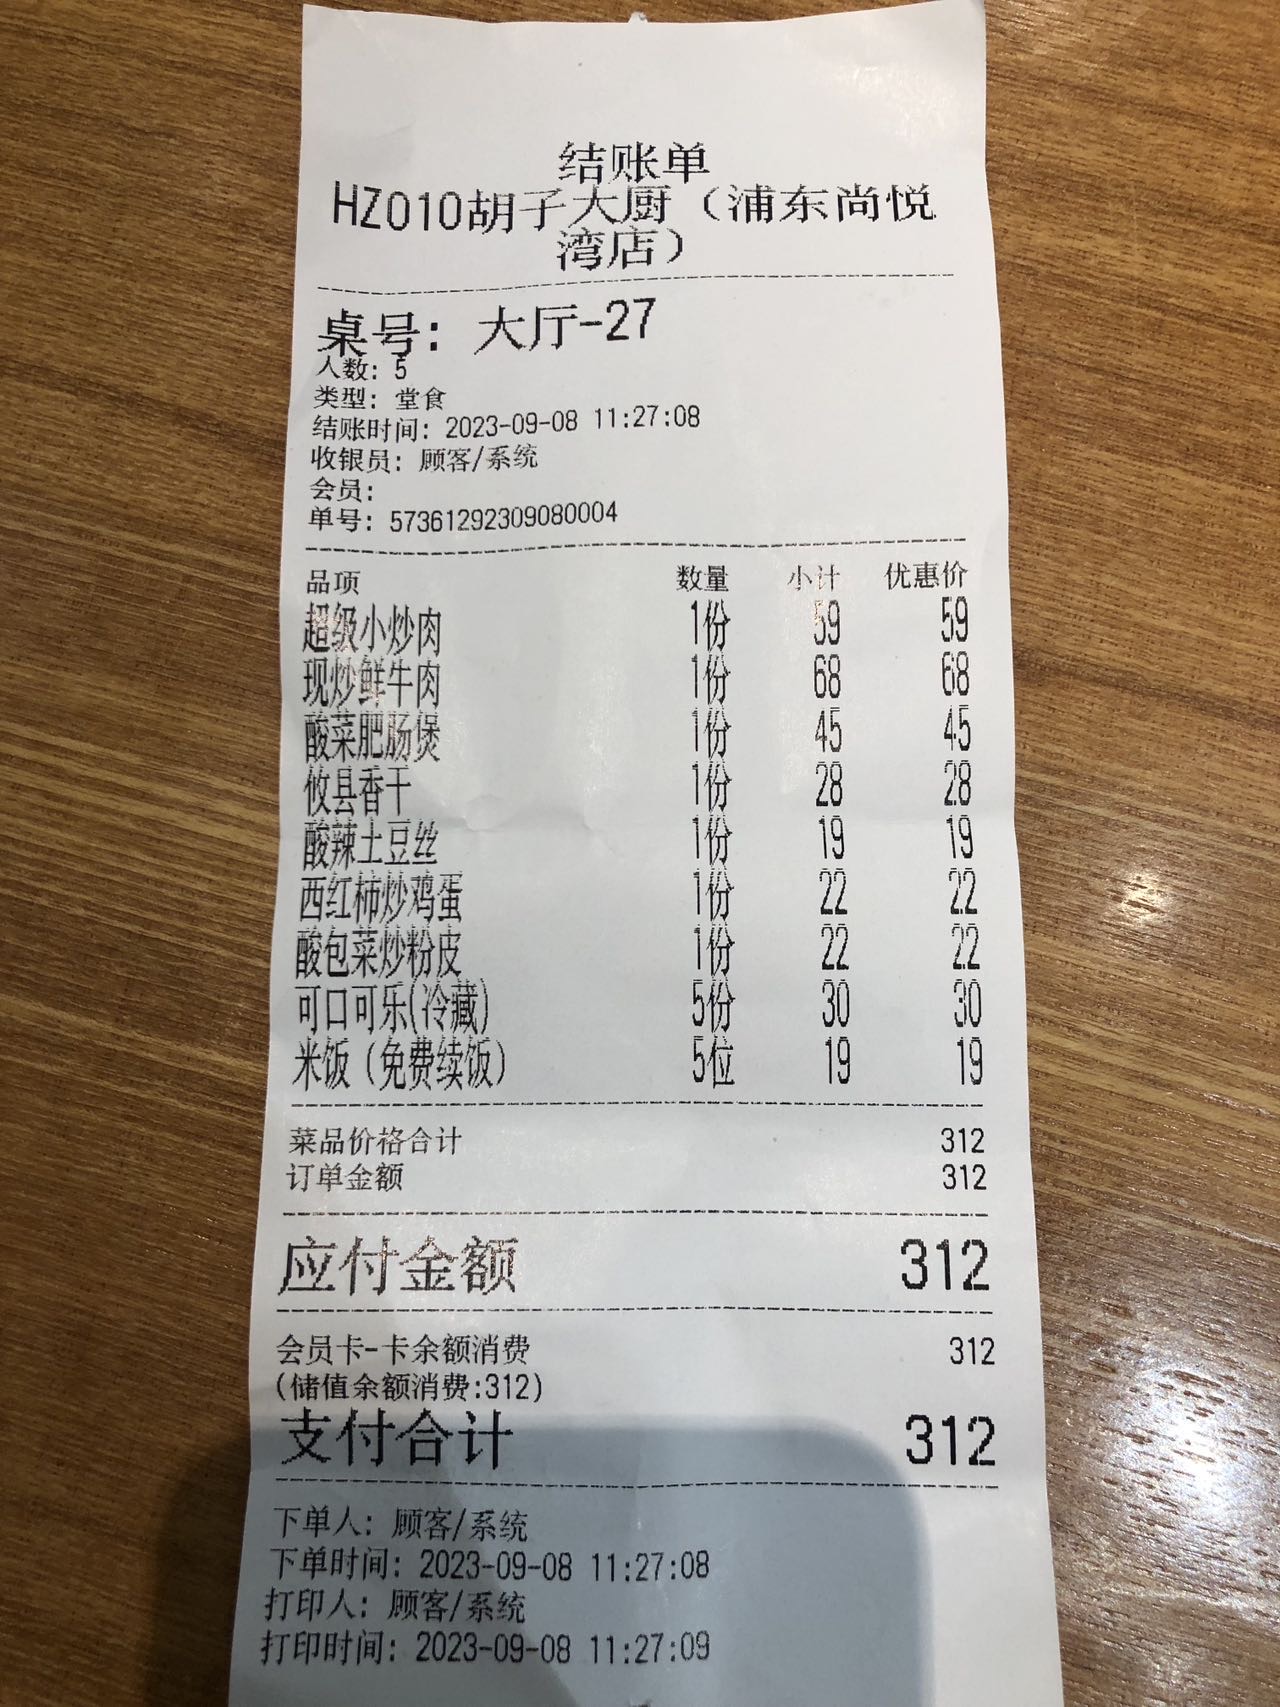 结账单
HZ010胡子大厨（浦东尚悦
湾店）
桌号：大厅-27
人数：5
类型：堂食
结账时间：2023-09-08 11:27:08
收银员：顾客/系统
会员：
单号：57361292309080004
品项 数量 小计 优惠价
超级小炒肉 1份 59 59
现炒鲜牛肉 1份 68 68
酸菜肥肠煲 1份 45 45
攸县香干 1份 28 28
酸辣土豆丝 1份 19 19
西红柿炒鸡蛋 1份 22 22
酸包菜炒粉皮 1份 22 22
可口可乐(冷藏) 5份 30 30
米饭（免费续饭） 5位 19 19
菜品价格合计 312
订单金额 312
应付金额 312
会员卡-卡余额消费 312
(储值余额消费:312)
支付合计 312
下单人：顾客/系统
下单时间：2023-09-08 11:27:08
打印人：顾客/系统
打印时间：2023-09-08 11:27:09